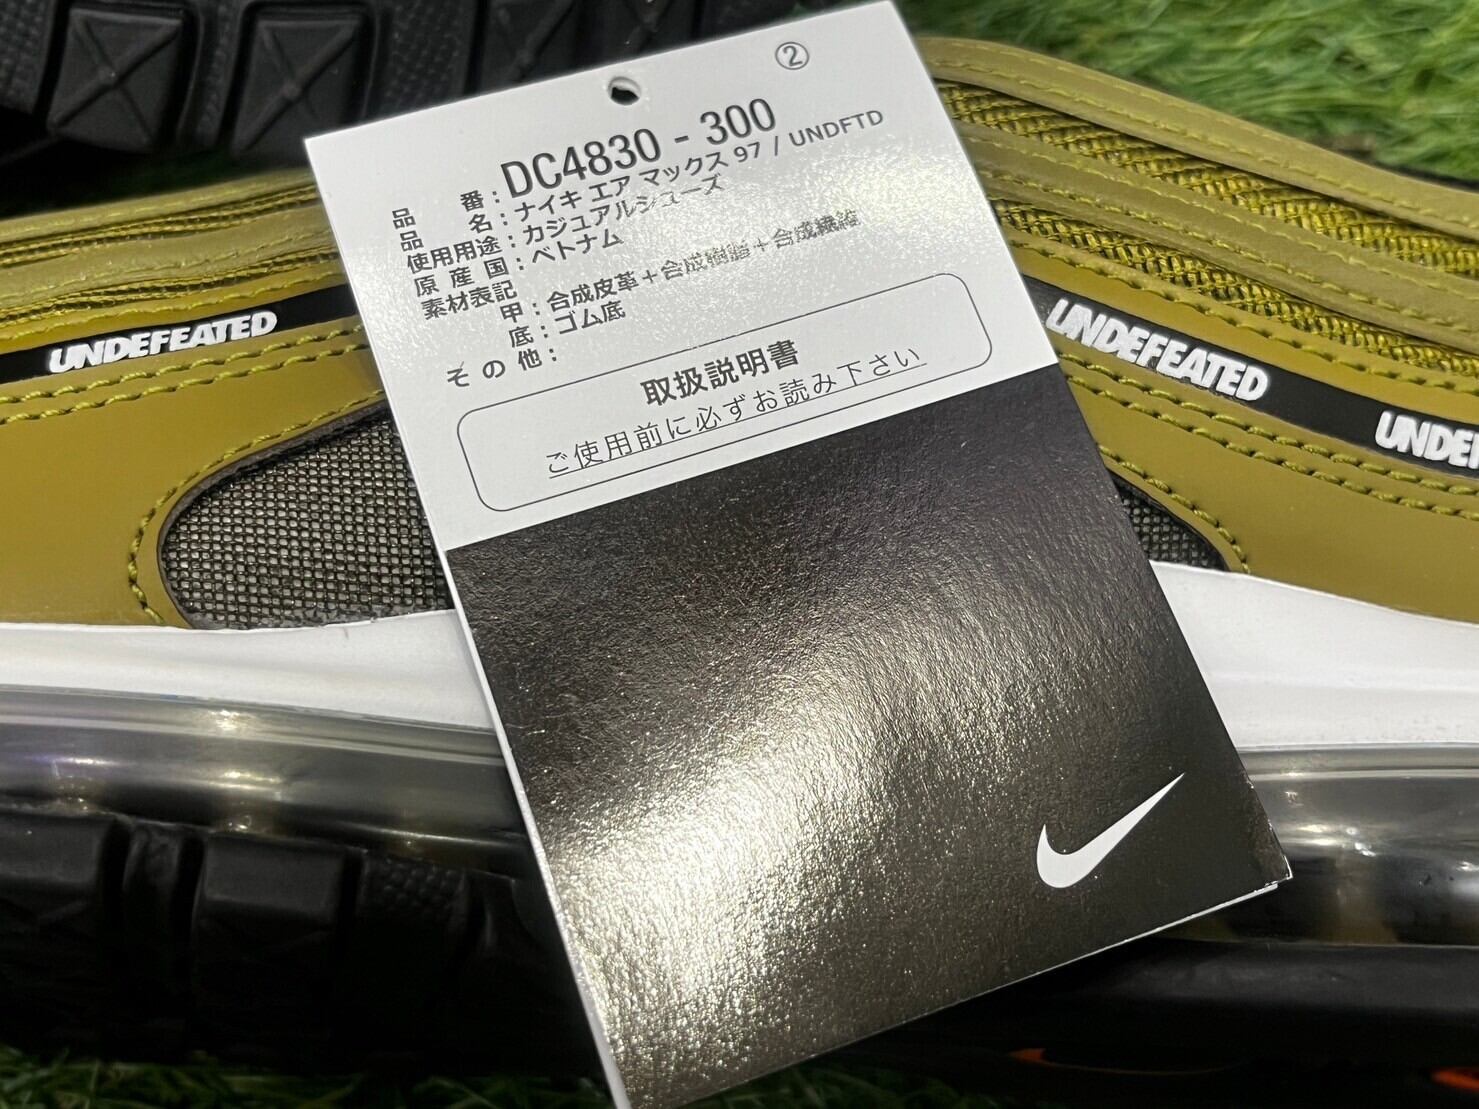 ②
品番：DC4830 - 300
品名：ナイキ エア マックス 97 / UNDFTD
使用用途：カジュアルシューズ
原産国：ベトナム
素材表記
甲：合成皮革＋合成樹脂＋合成繊維
底：ゴム底
その他：
取扱説明書
ご使用前に必ずお読み下さい
UNDEFEATED
UNDEFEATED
UNDEF